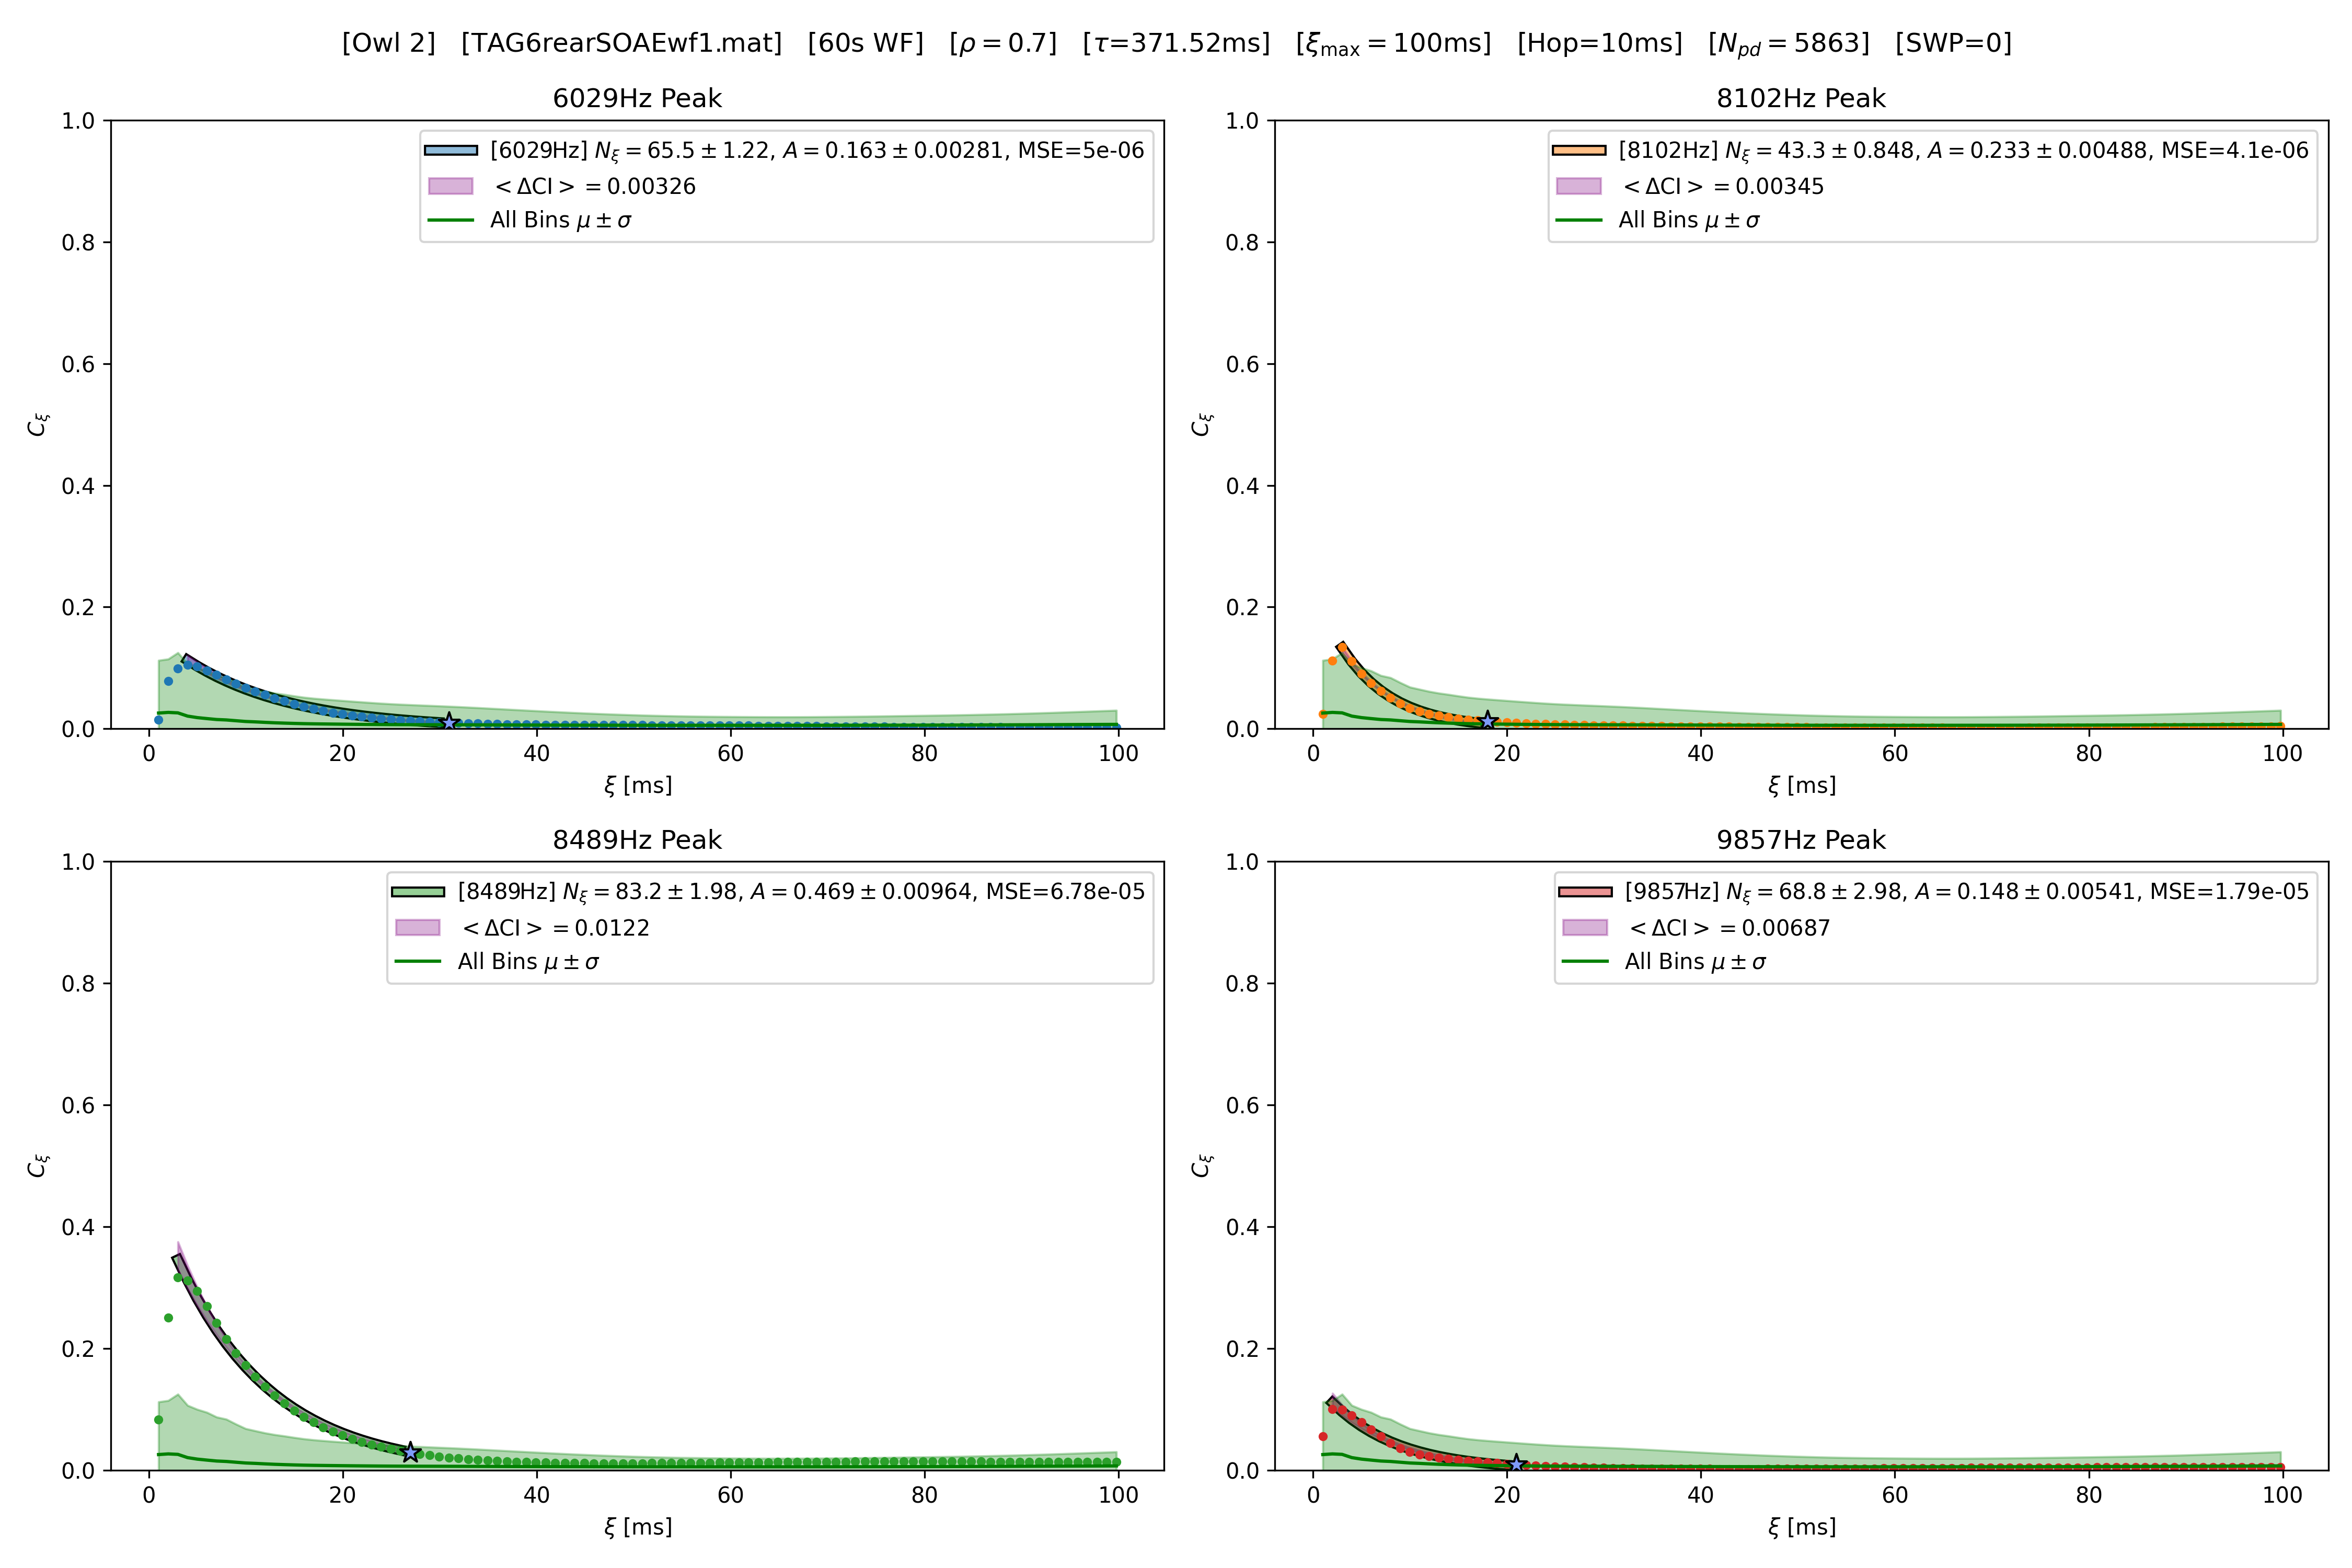 [Owl 2] [TAG6rearSOAEwf1.mat] [60s WF] [ρ = 0.7] [τ=371.52ms] [ξmax = 100ms] [Hop=10ms] [Npd = 5863] [SWP=0]
6029Hz Peak
1.0
0.8
0.6
0.4
0.2
0.0
Cξ
[6029Hz] Nξ = 65.5 ± 1.22, A = 0.163 ± 0.00281, MSE=5e-06
< ΔCI > = 0.00326
All Bins μ ± σ
0 20 40 60 80 100
ξ [ms]
8102Hz Peak
1.0
0.8
0.6
0.4
0.2
0.0
Cξ
[8102Hz] Nξ = 43.3 ± 0.848, A = 0.233 ± 0.00488, MSE=4.1e-06
< ΔCI > = 0.00345
All Bins μ ± σ
0 20 40 60 80 100
ξ [ms]
8489Hz Peak
1.0
0.8
0.6
0.4
0.2
0.0
Cξ
[8489Hz] Nξ = 83.2 ± 1.98, A = 0.469 ± 0.00964, MSE=6.78e-05
< ΔCI > = 0.0122
All Bins μ ± σ
0 20 40 60 80 100
ξ [ms]
9857Hz Peak
1.0
0.8
0.6
0.4
0.2
0.0
Cξ
[9857Hz] Nξ = 68.8 ± 2.98, A = 0.148 ± 0.00541, MSE=1.79e-05
< ΔCI > = 0.00687
All Bins μ ± σ
0 20 40 60 80 100
ξ [ms]